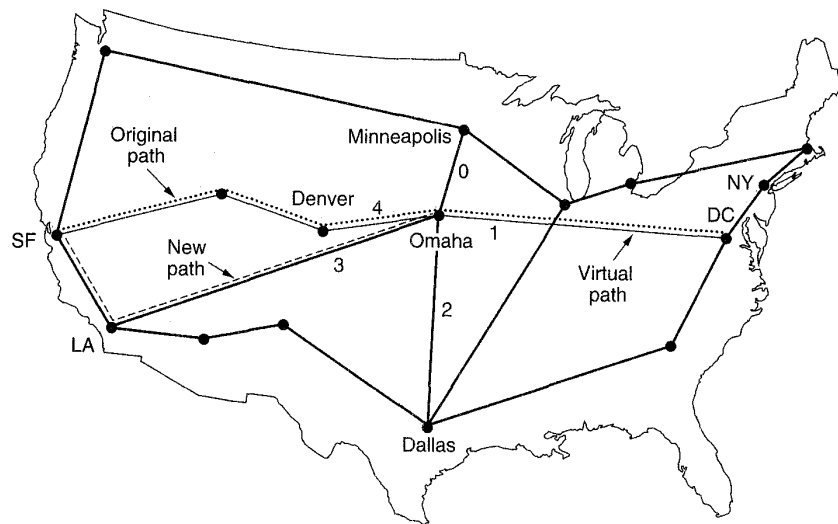 Minneapolis
Original
path
0
NY
Denver
4
DC
SF
Omaha
1
New
path
3
Virtual
path
2
LA
Dallas